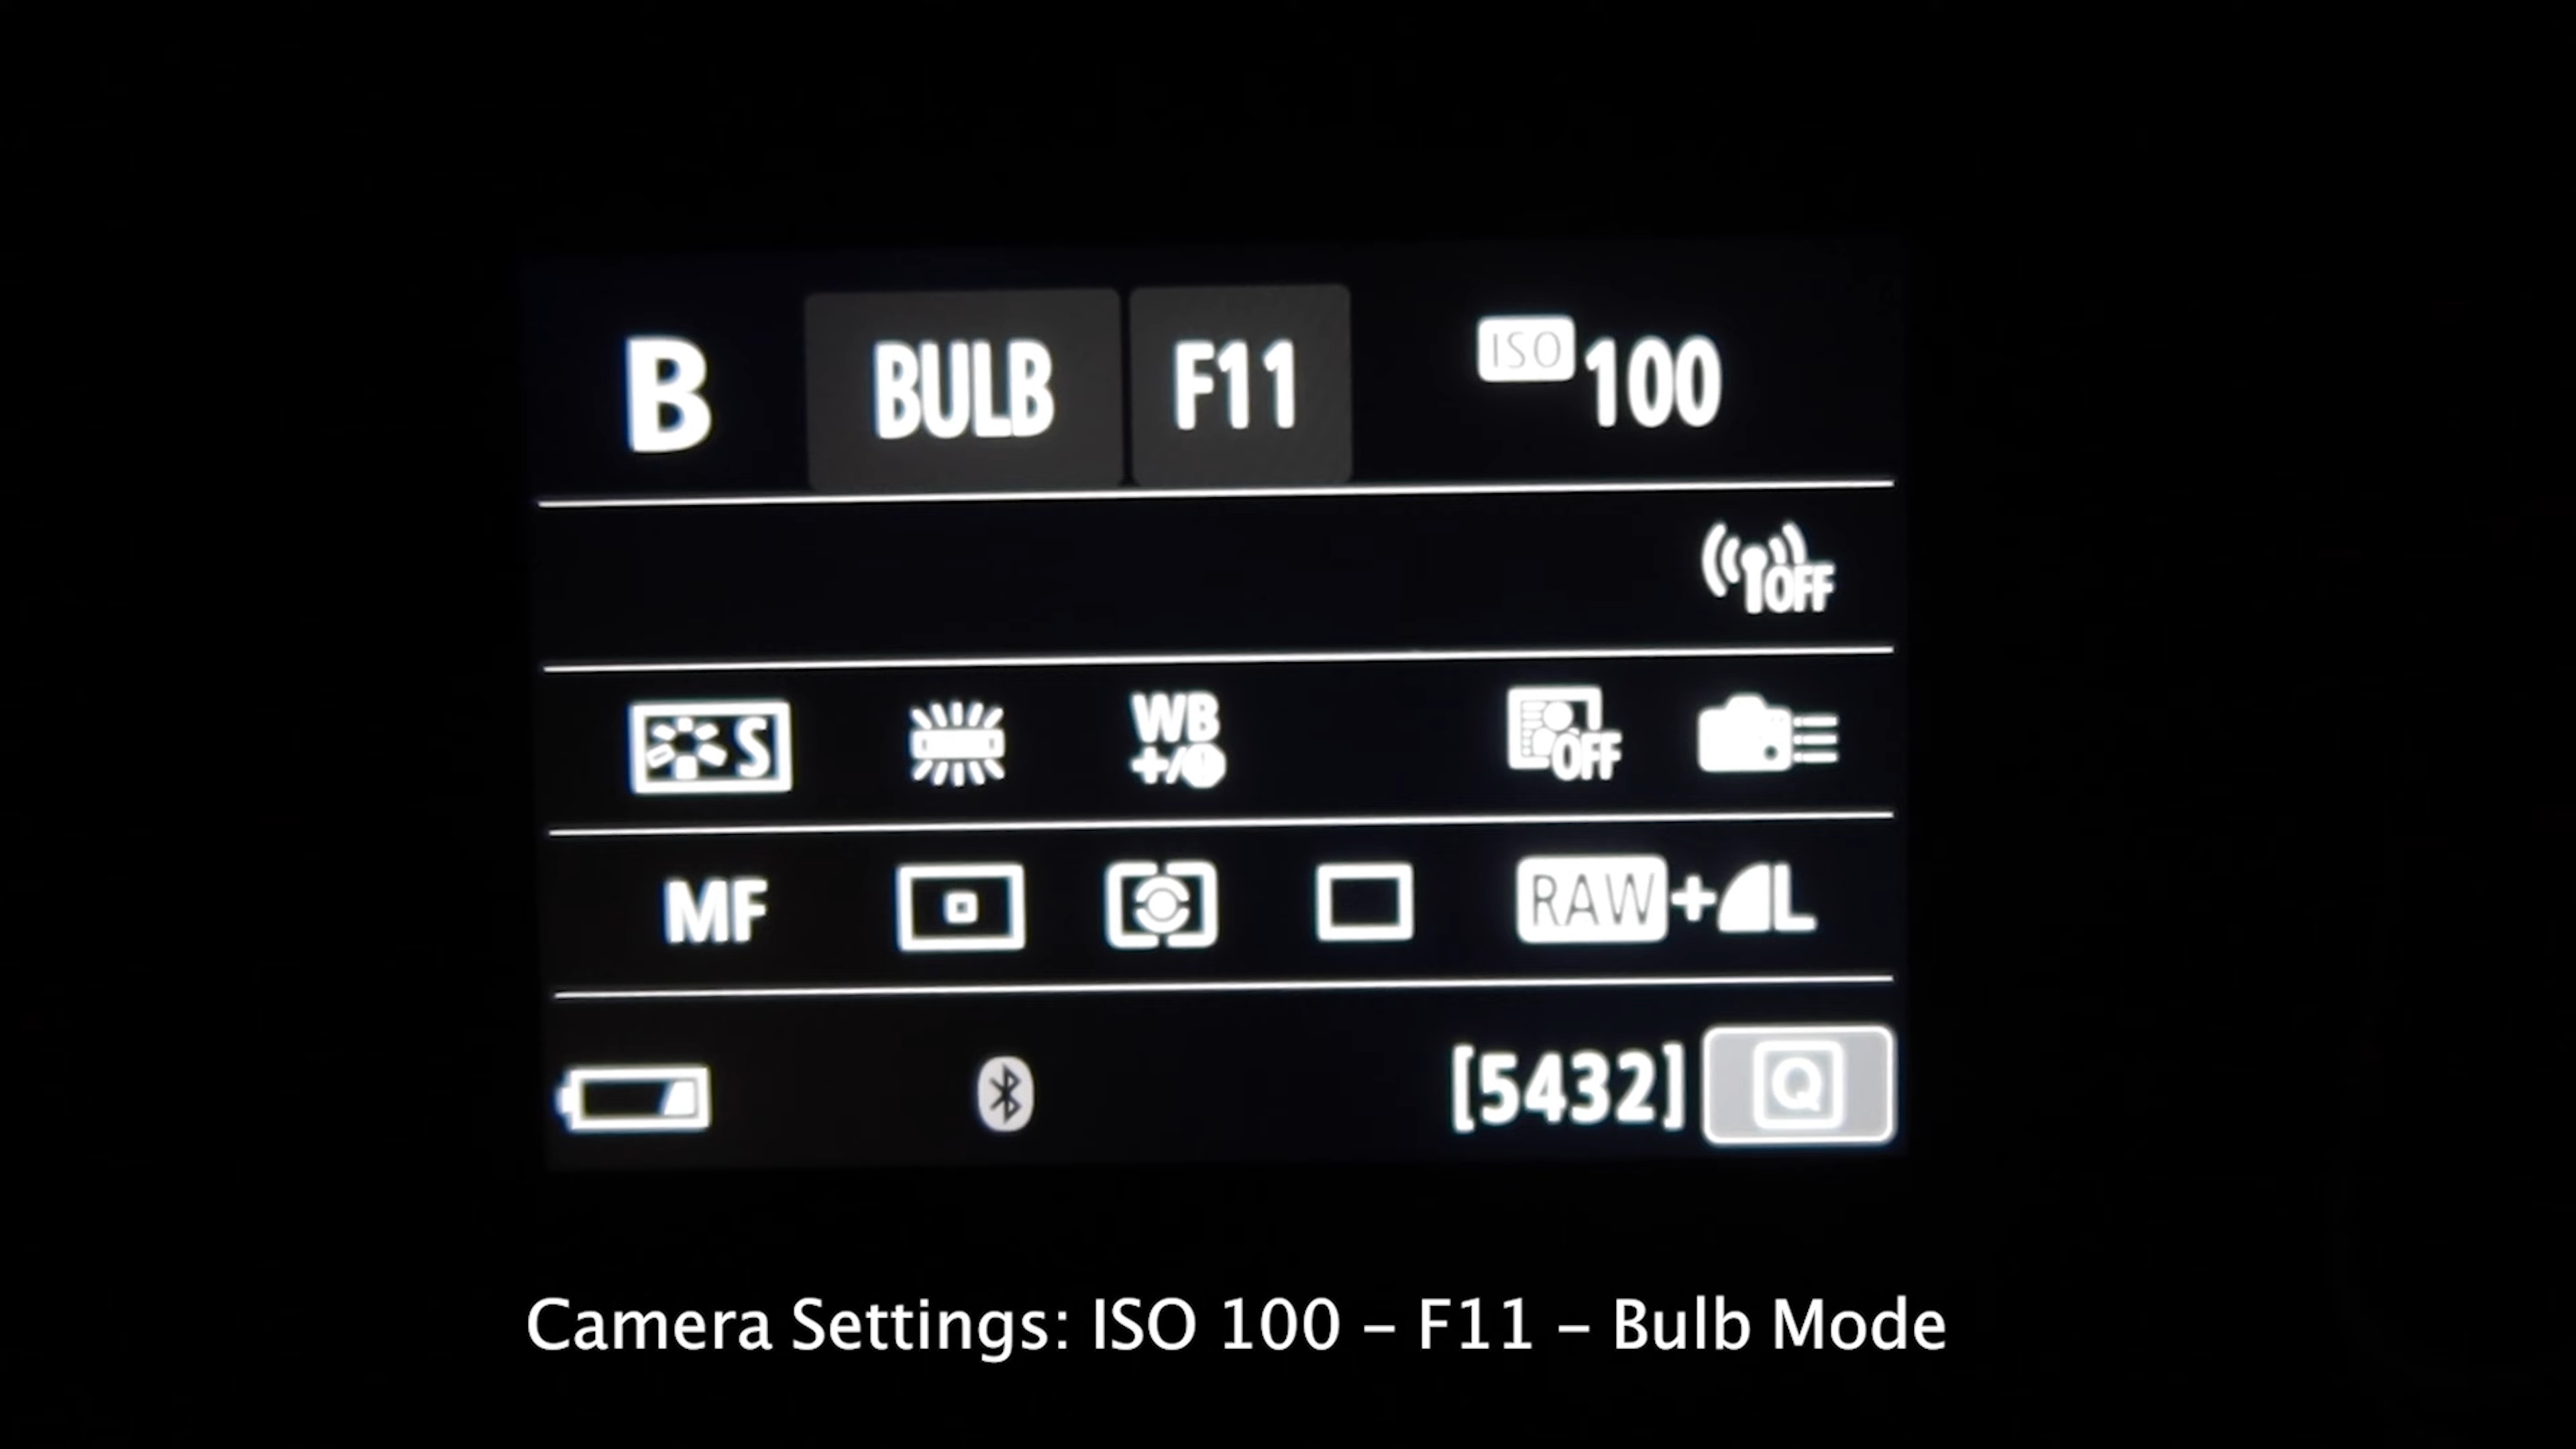 B BULB F11 ISO 100
OFF
S WB +/- OFF
MF RAW+L
[5432] Q
Camera Settings: ISO 100 – F11 – Bulb Mode